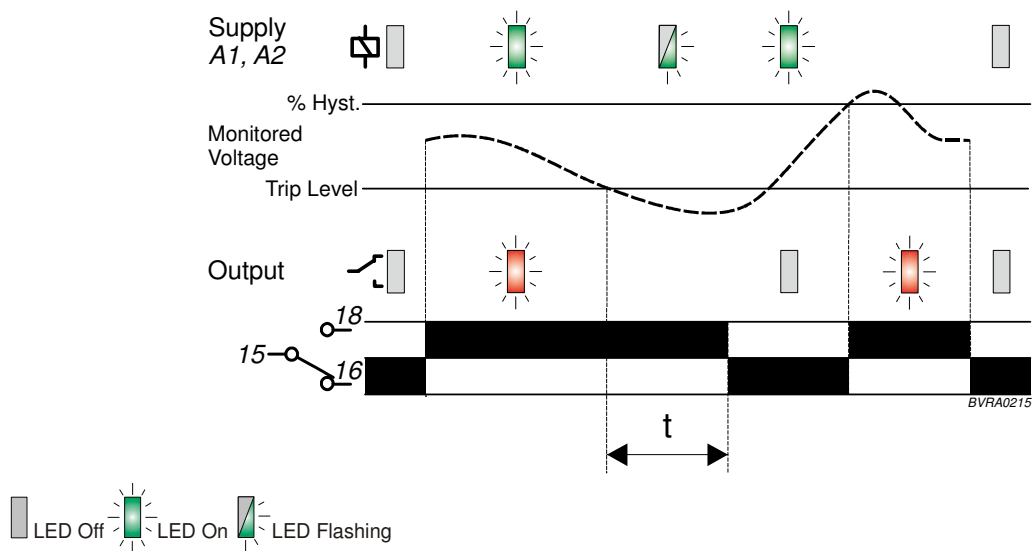 Supply
A1, A2
% Hyst.
Monitored
Voltage
Trip Level
Output
18
15
16
BVRA0215
t
LED Off LED On LED Flashing